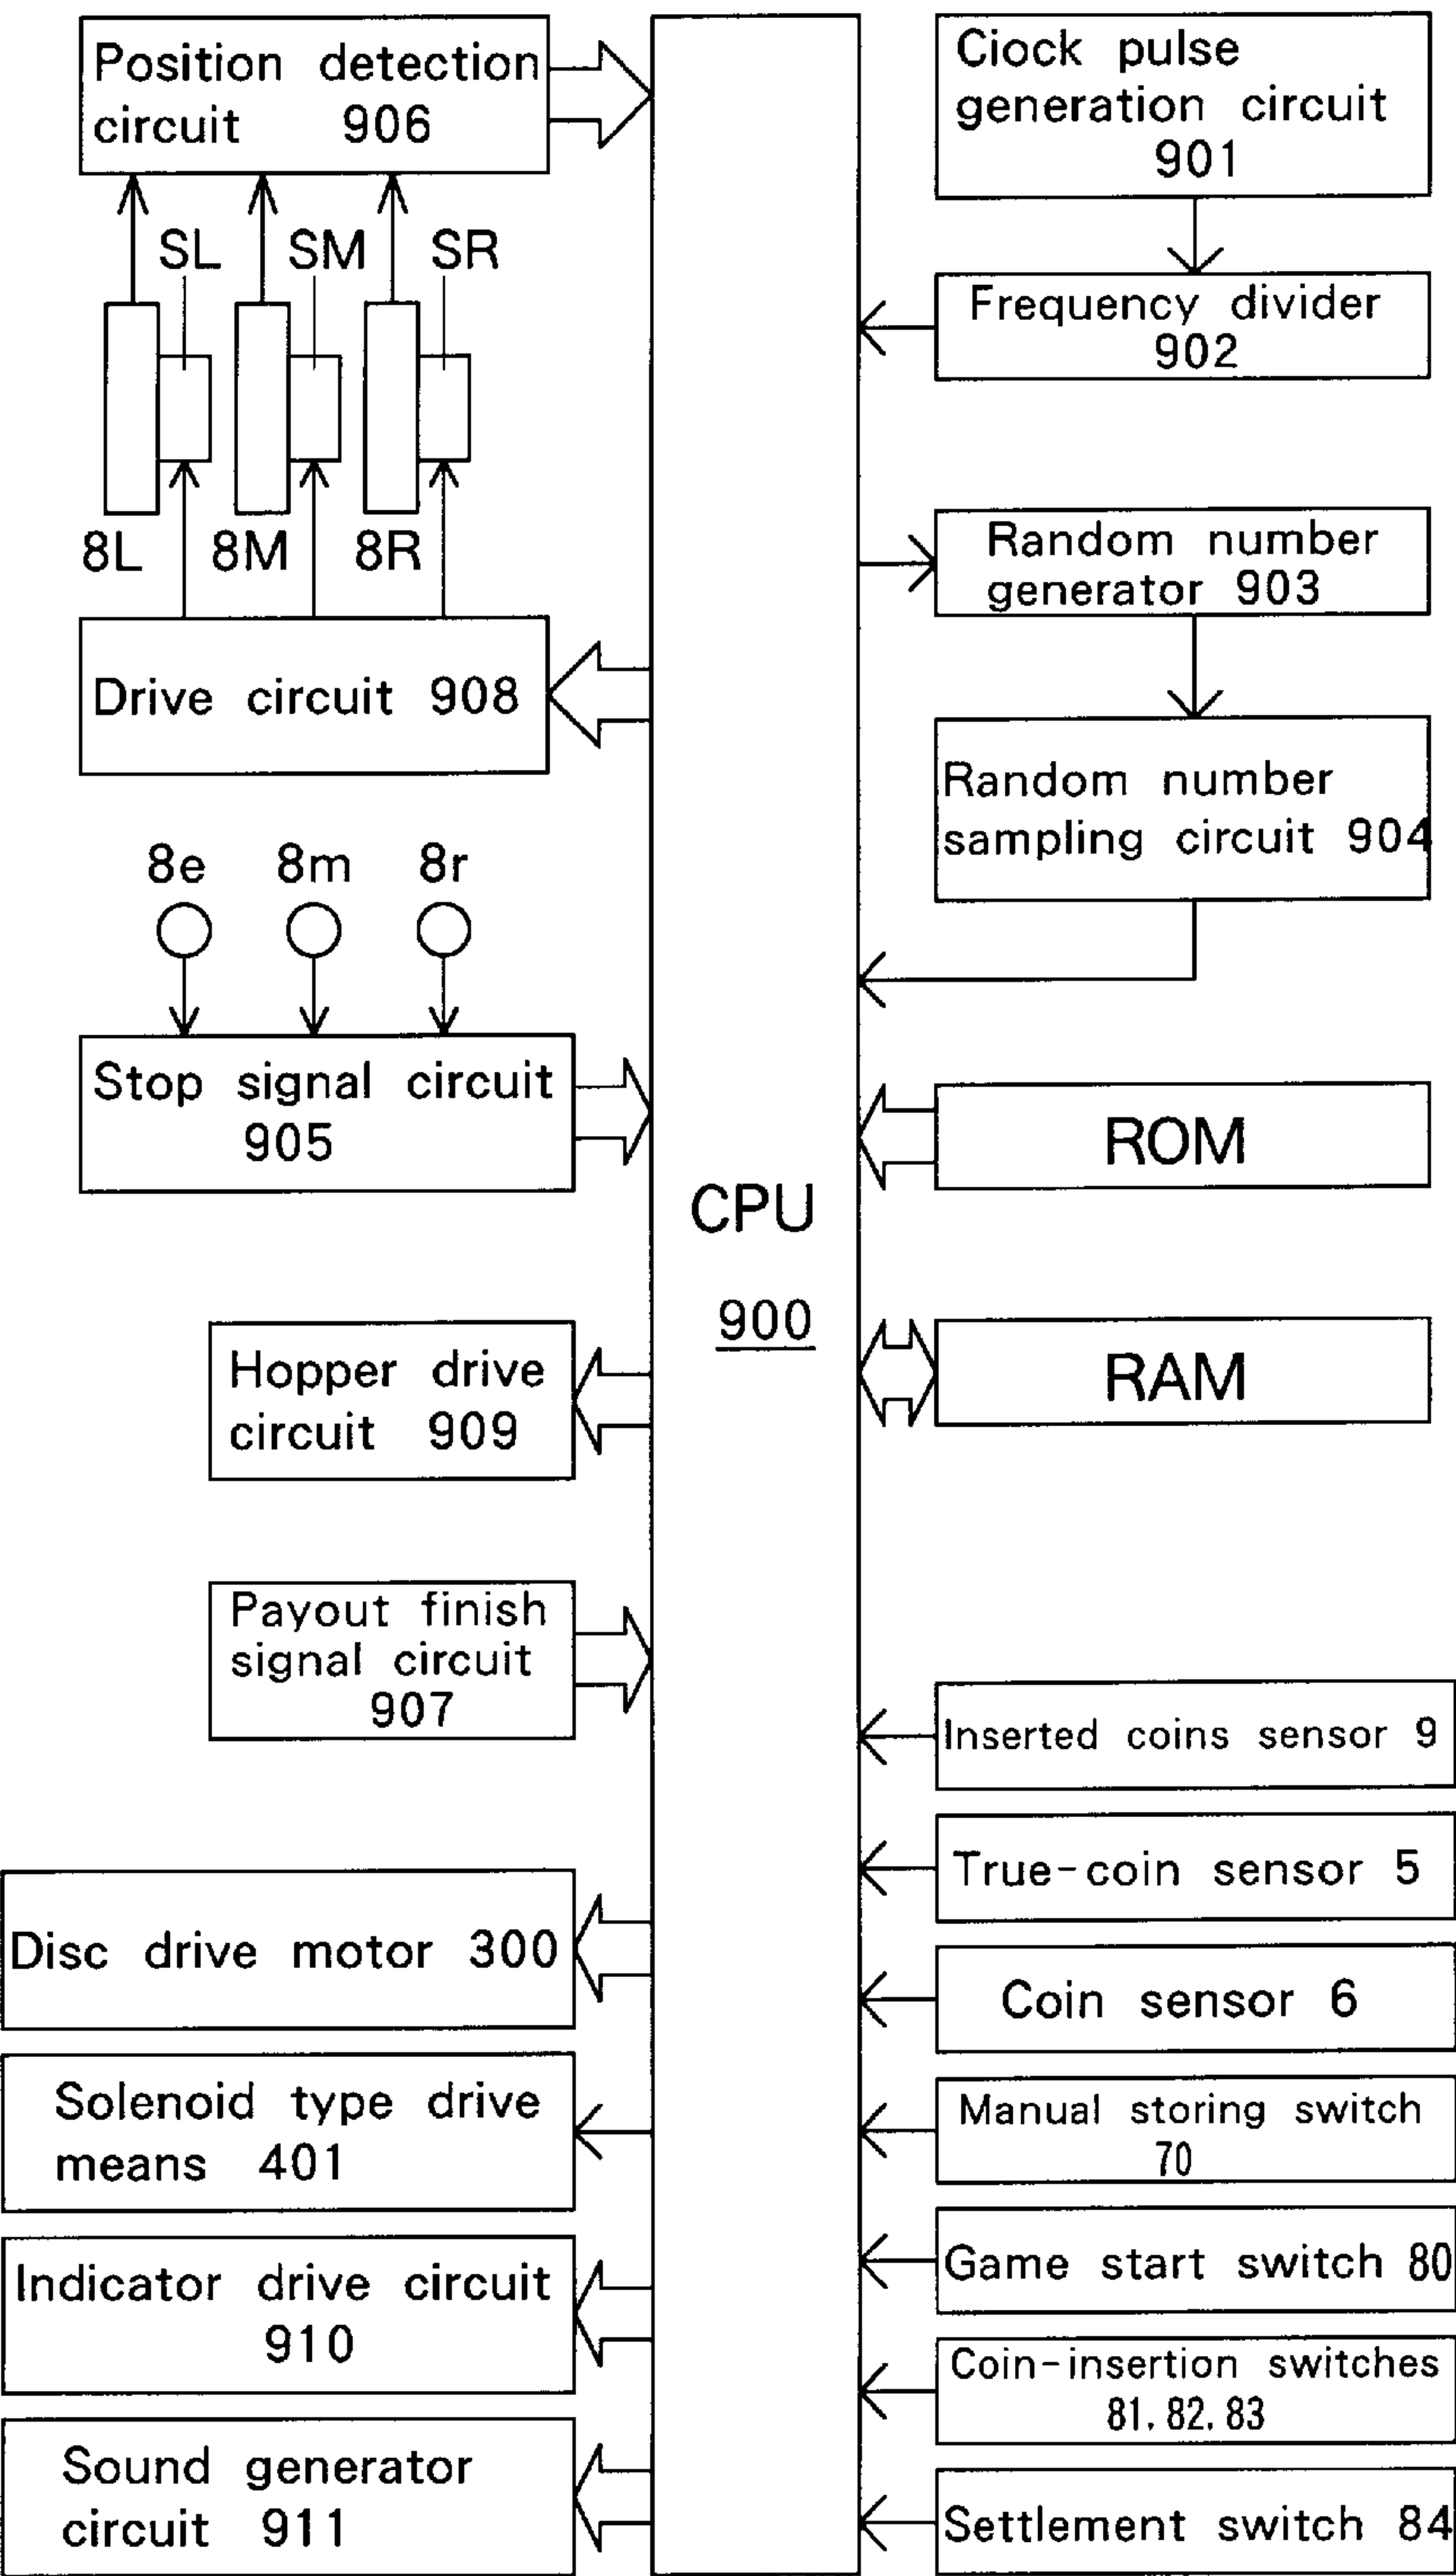 Position detection
circuit 906
SL SM SR
8L 8M 8R
Drive circuit 908
8e 8m 8r
Stop signal circuit
905
Hopper drive
circuit 909
Payout finish
signal circuit
907
Disc drive motor 300
Solenoid type drive
means 401
Indicator drive circuit
910
Sound generator
circuit 911
CPU
900
Ciock pulse
generation circuit
901
Frequency divider
902
Random number
generator 903
Random number
sampling circuit 904
ROM
RAM
Inserted coins sensor 9
True-coin sensor 5
Coin sensor 6
Manual storing switch
70
Game start switch 80
Coin-insertion switches
81, 82, 83
Settlement switch 84